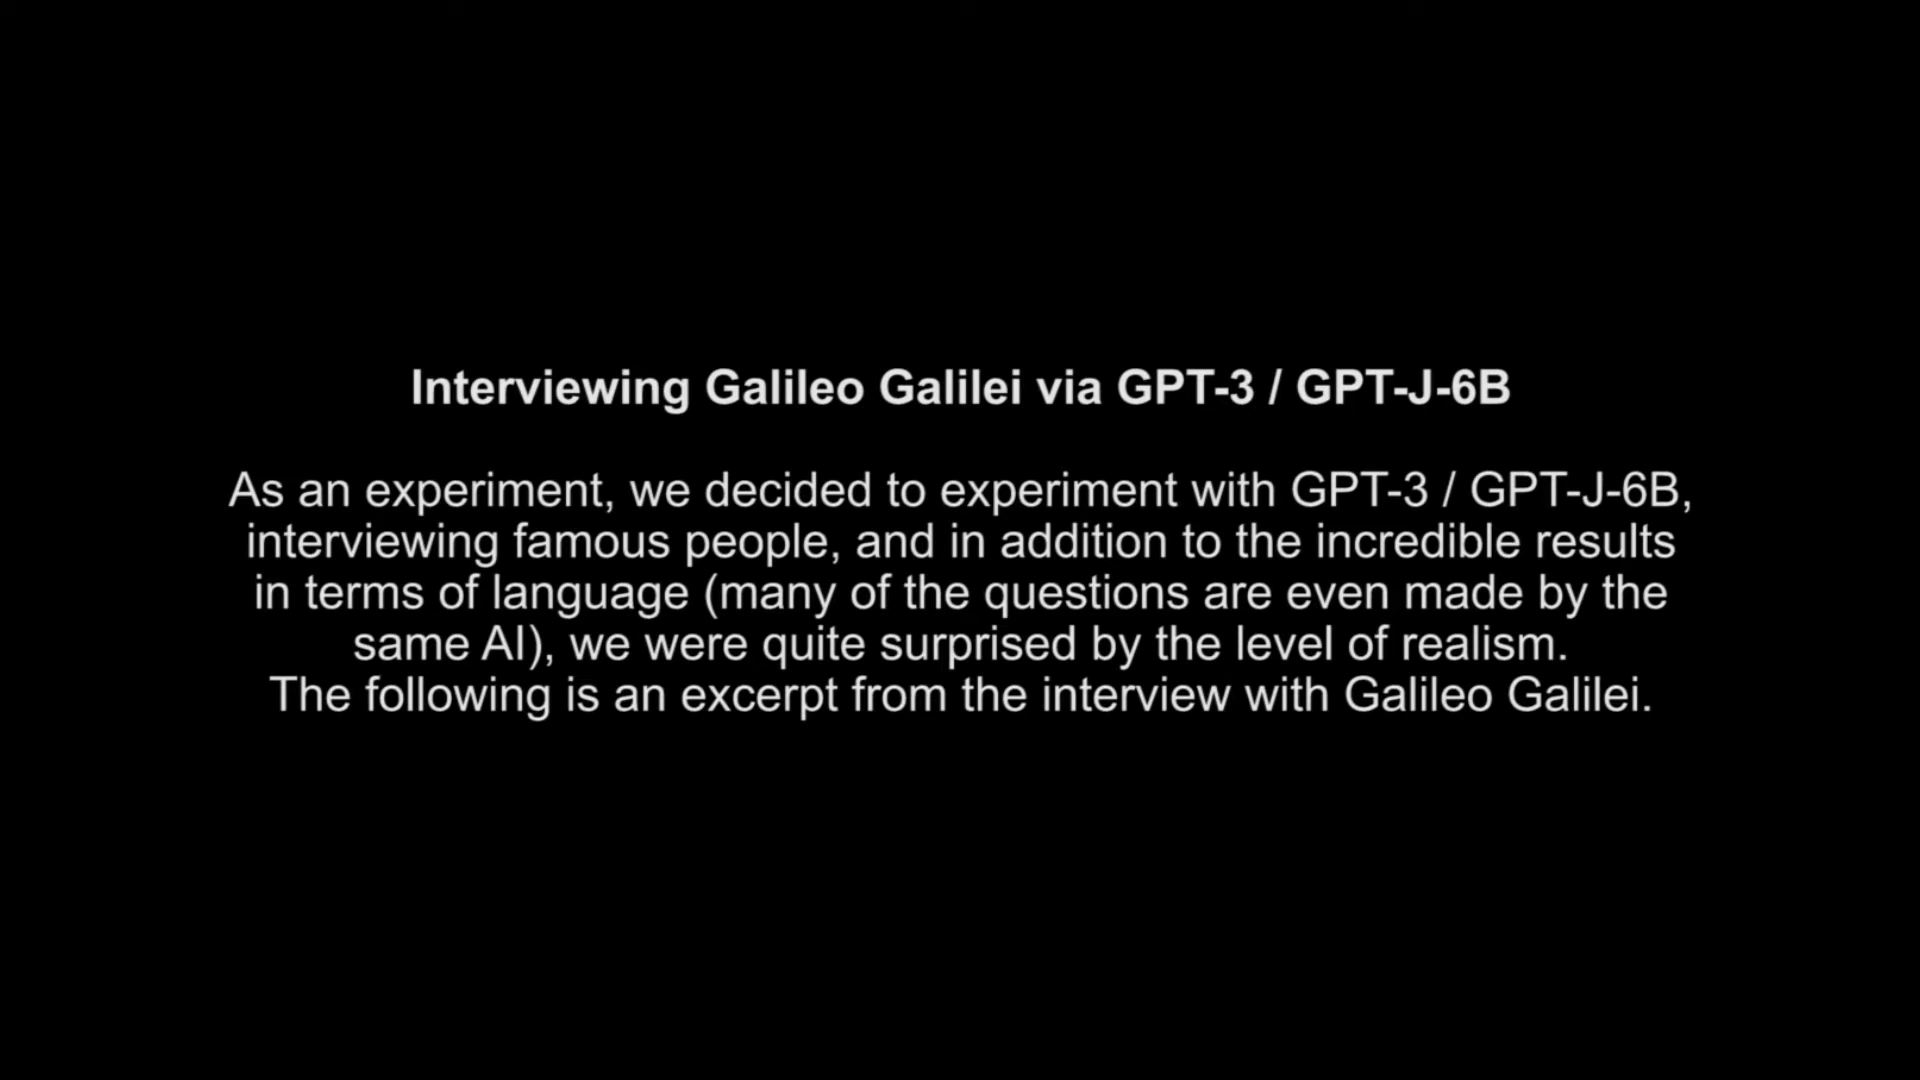 Interviewing Galileo Galilei via GPT-3 / GPT-J-6B
As an experiment, we decided to experiment with GPT-3 / GPT-J-6B,
interviewing famous people, and in addition to the incredible results
in terms of language (many of the questions are even made by the
same AI), we were quite surprised by the level of realism.
The following is an excerpt from the interview with Galileo Galilei.